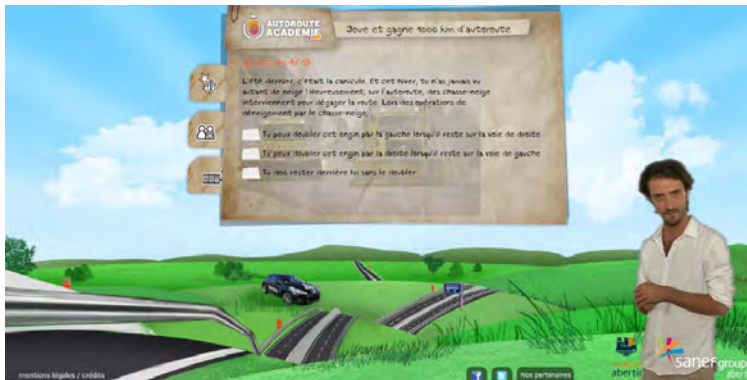 AUTOROUTE
ACADEMIE
Joue et gagne 1000 km d'autoroute
L'été dernier, c'était la canicule. Et cet hiver, tu n'as jamais vu
autant de neige ! Heureusement, sur l'autoroute, des chasse-neige
interviennent pour dégager la route. Lors des opérations de
déneigement par le chasse-neige,
Tu peux doubler cet engin par la gauche lorsqu'il reste sur la voie de droite
Tu peux doubler cet engin par la droite lorsqu'il reste sur la voie de gauche
Tu dois rester derrière lui sans le doubler
mentions légales / crédits
Nos partenaires
abertis
sanef groupe